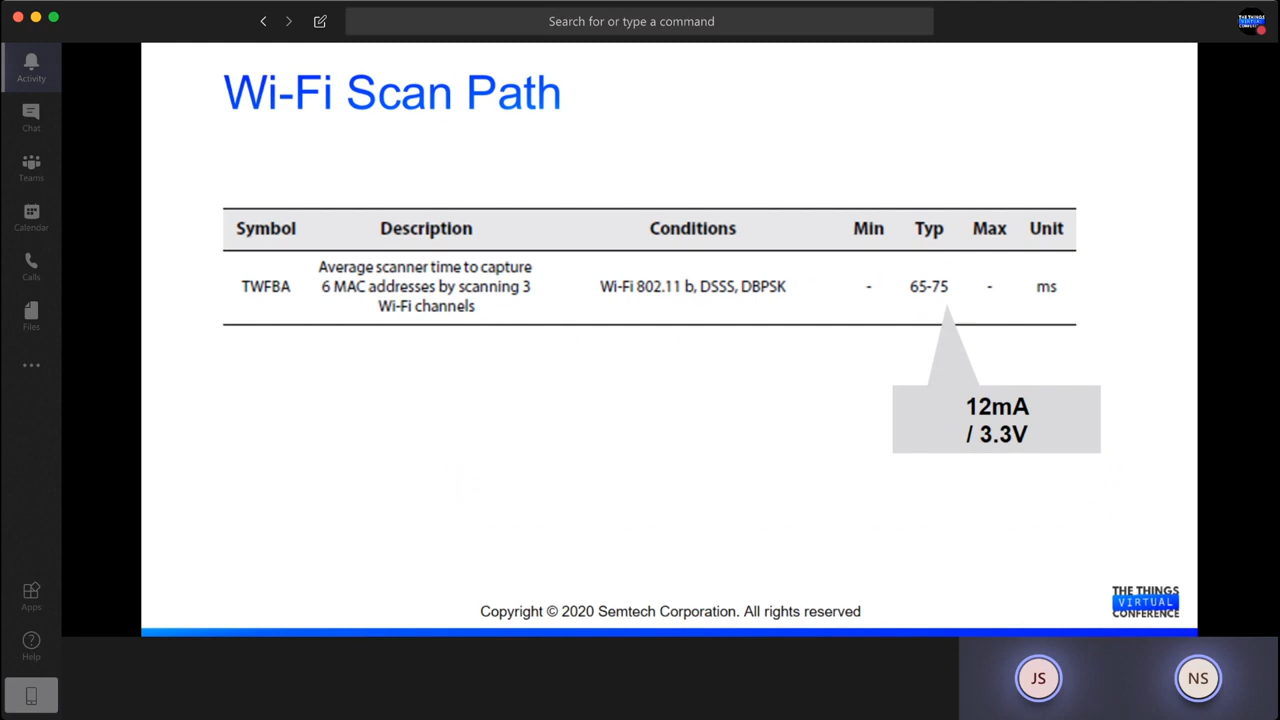 Search for or type a command
THE THINGS
VIRTUAL
Activity
Chat
Teams
Calendar
Calls
Files
Apps
Help
Wi-Fi Scan Path
Symbol Description Conditions Min Typ Max Unit
Average scanner time to capture
TWFBA 6 MAC addresses by scanning 3 Wi-Fi 802.11 b, DSSS, DBPSK - 65-75 - ms
Wi-Fi channels
12mA
/ 3.3V
Copyright © 2020 Semtech Corporation. All rights reserved
THE THINGS
VIRTUAL
CONFERENCE
JS
NS